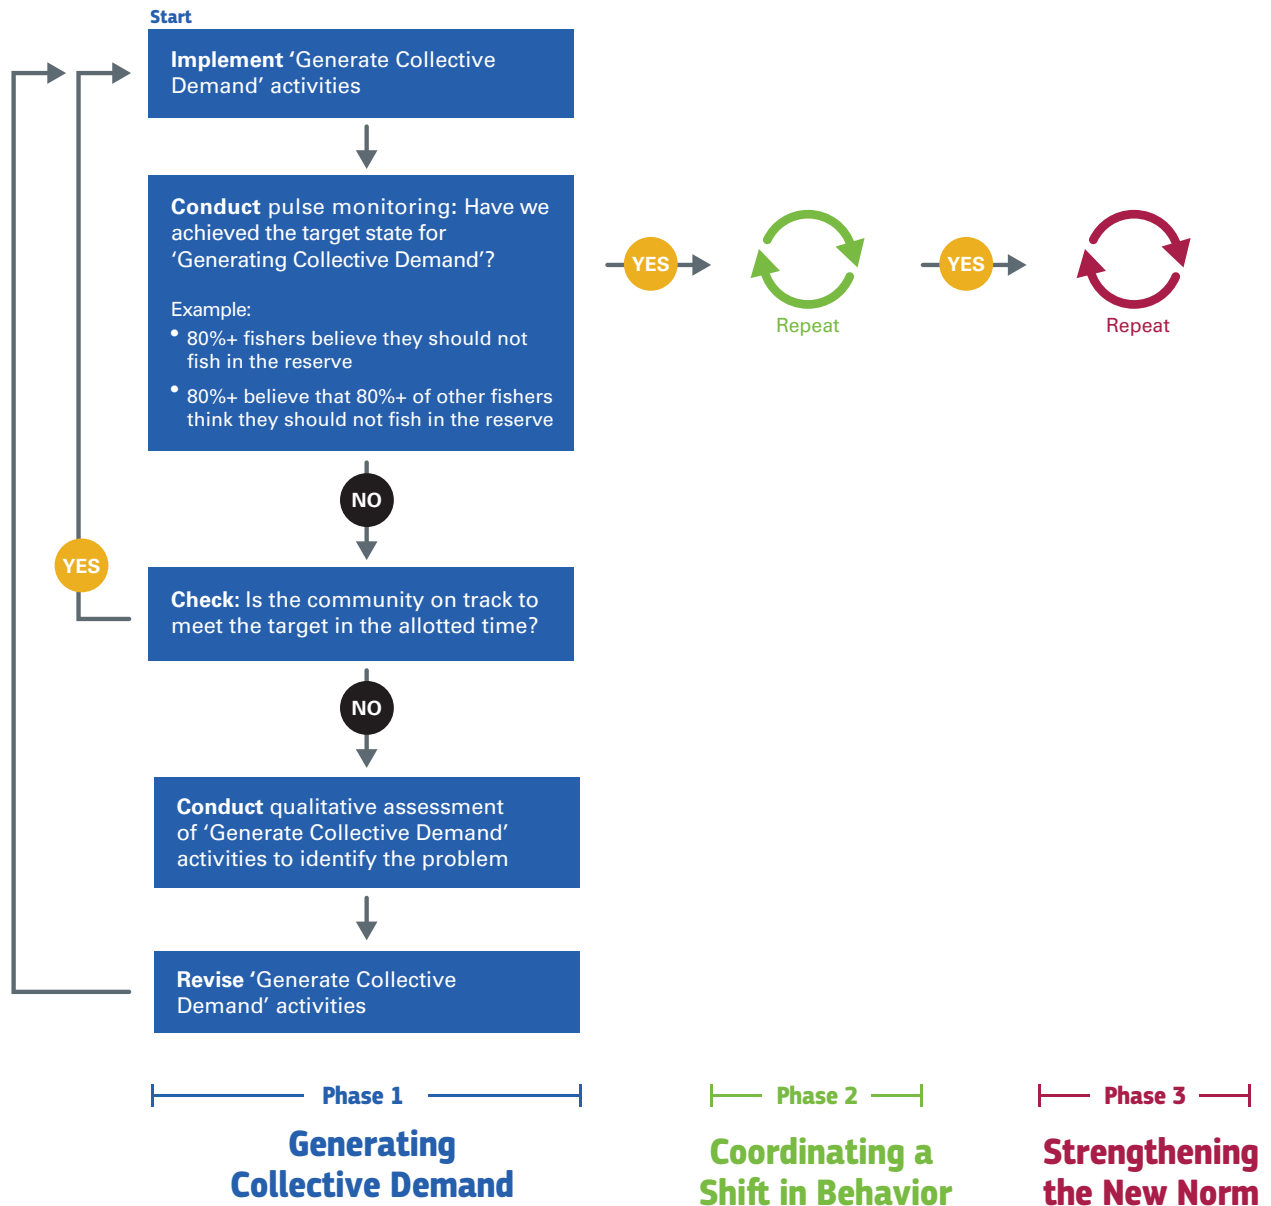 Start
Implement ‘Generate Collective
Demand’ activities
Conduct pulse monitoring: Have we
achieved the target state for
‘Generating Collective Demand’?
Example:
• 80%+ fishers believe they should not
fish in the reserve
• 80%+ believe that 80%+ of other fishers
think they should not fish in the reserve
YES
Repeat
YES
Repeat
NO
YES
Check: Is the community on track to
meet the target in the allotted time?
NO
Conduct qualitative assessment
of ‘Generate Collective Demand’
activities to identify the problem
Revise ‘Generate Collective
Demand’ activities
Phase 1
Generating
Collective Demand
Phase 2
Coordinating a
Shift in Behavior
Phase 3
Strengthening
the New Norm